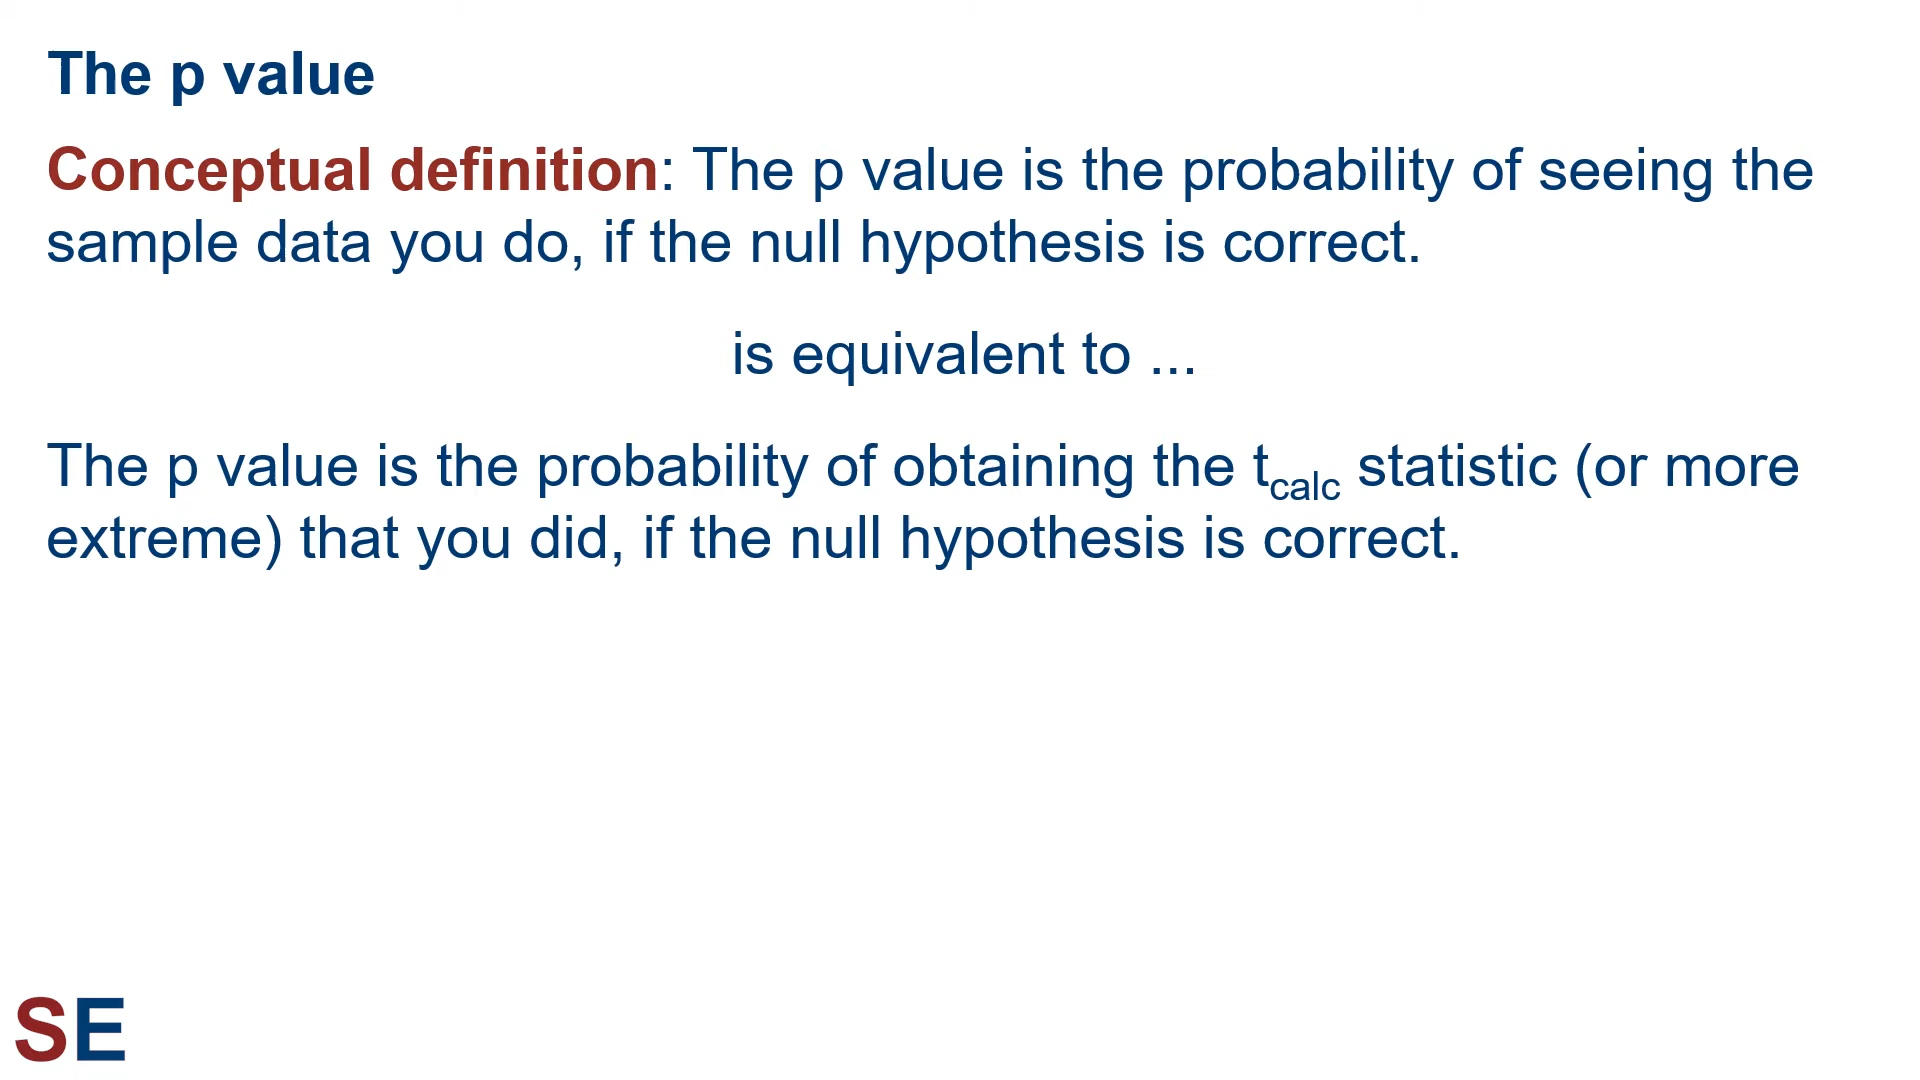 The p value
Conceptual definition: The p value is the probability of seeing the
sample data you do, if the null hypothesis is correct.
is equivalent to ...
The p value is the probability of obtaining the tcalc statistic (or more
extreme) that you did, if the null hypothesis is correct.
SE